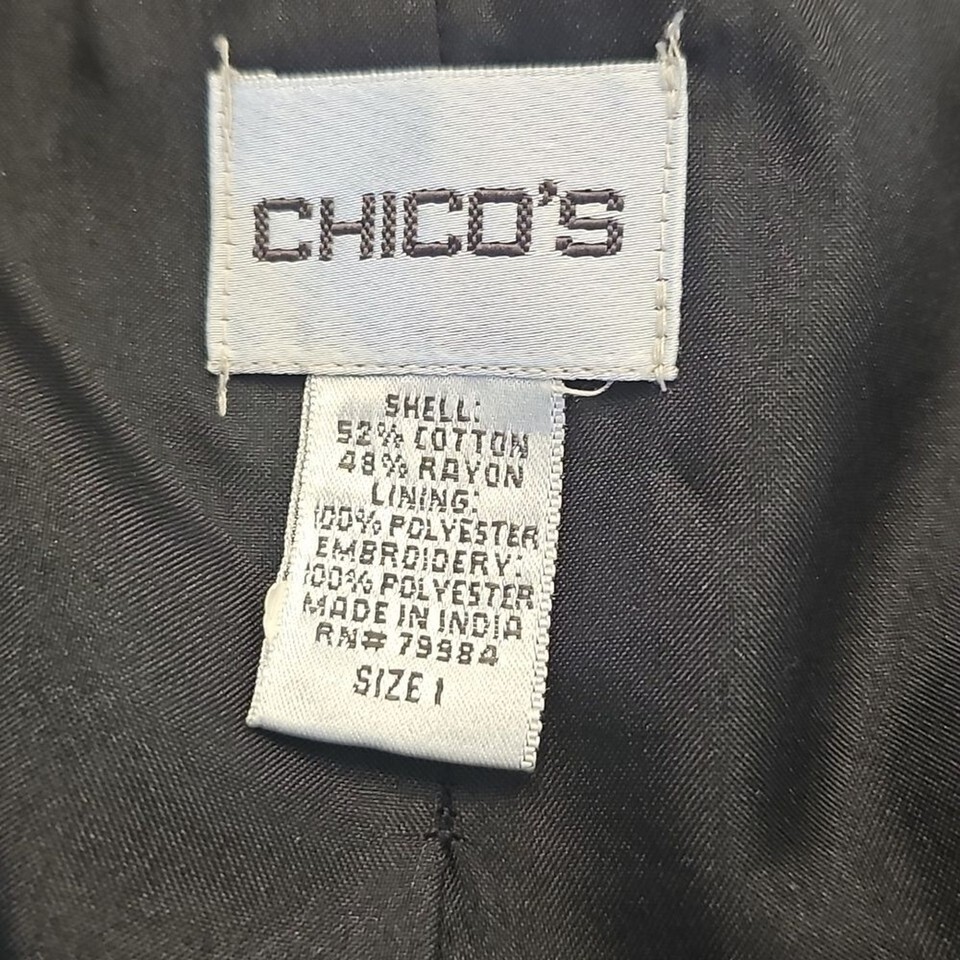 CHICO'S
SHELL:
52% COTTON
48% RAYON
LINING:
100% POLYESTER
EMBROIDERY:
100% POLYESTER
MADE IN INDIA
RN# 79984
SIZE 1